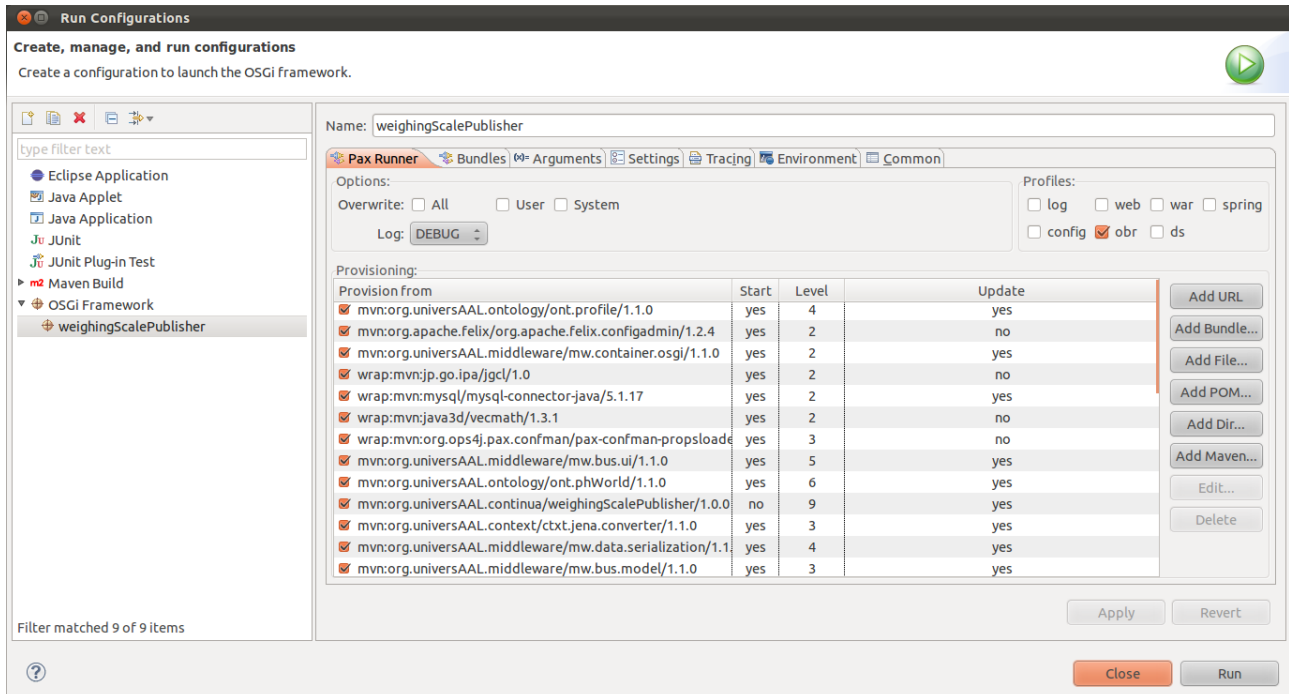 Run Configurations
Create, manage, and run configurations
Create a configuration to launch the OSGi framework.
type filter text
Eclipse Application
Java Applet
Java Application
Ju JUnit
JUnit Plug-in Test
m2 Maven Build
OSGi Framework
weighingScalePublisher
Filter matched 9 of 9 items
Name: weighingScalePublisher
Pax Runner Bundles (x)= Arguments Settings Tracing Environment Common
Options:
Overwrite: All User System
Log: DEBUG
Profiles:
log web war spring
config obr ds
Provisioning:
Provision from Start Level Update
mvn:org.universAAL.ontology/ont.profile/1.1.0 yes 4 yes
mvn:org.apache.felix/org.apache.felix.configadmin/1.2.4 yes 2 no
mvn:org.universAAL.middleware/mw.container.osgi/1.1.0 yes 2 yes
wrap:mvn:jp.go.ipa/jgcl/1.0 yes 2 no
wrap:mvn:mysql/mysql-connector-java/5.1.17 yes 2 yes
wrap:mvn:java3d/vecmath/1.3.1 yes 2 no
wrap:mvn:org.ops4j.pax.confman/pax-confman-propsloade yes 3 no
mvn:org.universAAL.middleware/mw.bus.ui/1.1.0 yes 5 yes
mvn:org.universAAL.ontology/ont.phWorld/1.1.0 yes 6 yes
mvn:org.universAAL.continua/weighingScalePublisher/1.0.0 no 9 yes
mvn:org.universAAL.context/ctxt.jena.converter/1.1.0 yes 3 yes
mvn:org.universAAL.middleware/mw.data.serialization/1.1. yes 4 yes
mvn:org.universAAL.middleware/mw.bus.model/1.1.0 yes 3 yes
Add URL
Add Bundle...
Add File...
Add POM...
Add Dir...
Add Maven...
Edit...
Delete
Apply Revert
Close Run